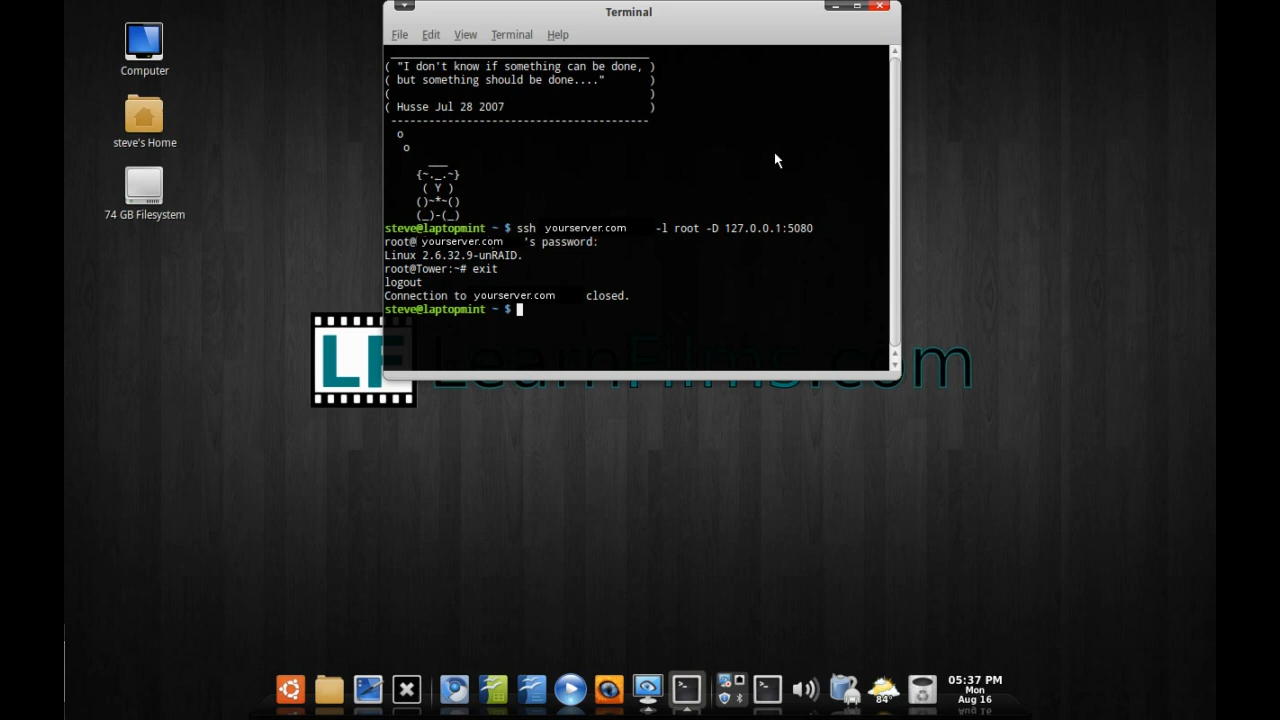 Terminal
File Edit View Terminal Help
( "I don't know if something can be done, )
( but something should be done...." )
( )
( Husse Jul 28 2007 )
----------------------------------------
o
o
___
{~._.~}
( Y )
()~*~()
(_)-(_)
steve@laptopmint ~ $ ssh yourserver.com -l root -D 127.0.0.1:5080
root@ yourserver.com 's password:
Linux 2.6.32.9-unRAID.
root@Tower:~# exit
logout
Connection to yourserver.com closed.
steve@laptopmint ~ $
Computer
steve's Home
74 GB Filesystem
LF LearnFilms.com
84°
05:37 PM
Mon
Aug 16